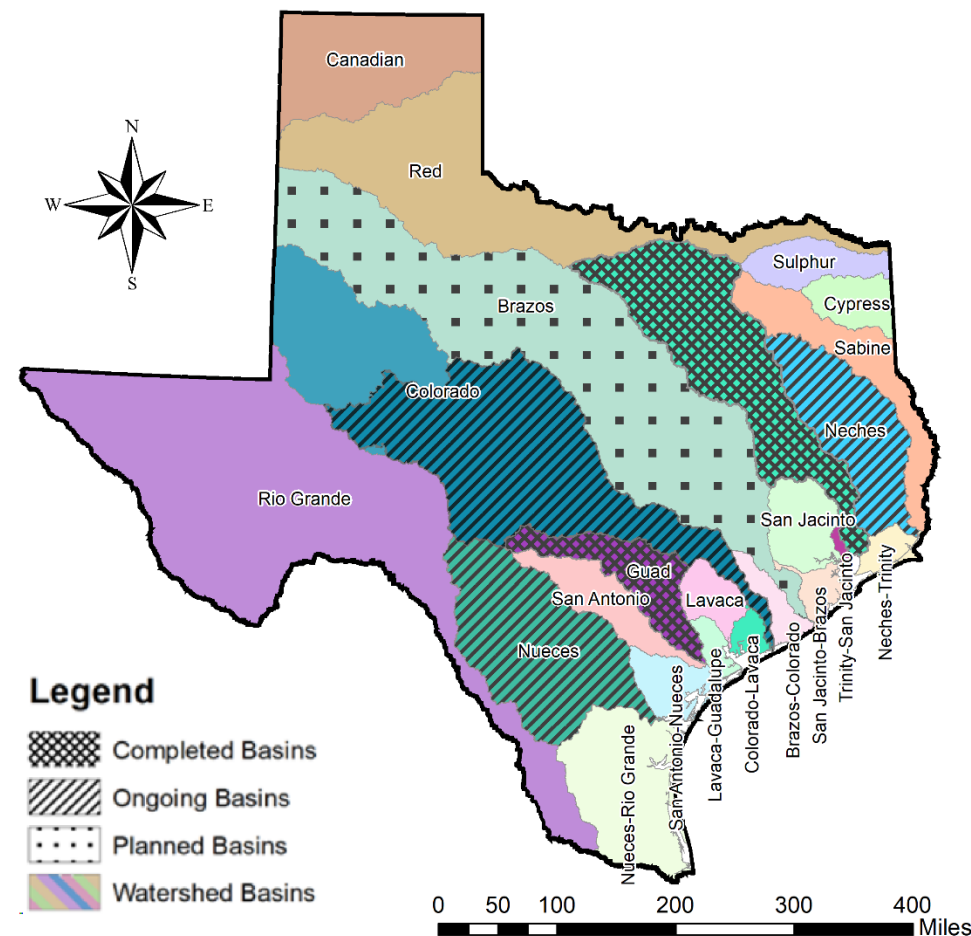 Canadian
N
Red
W
E
S
Sulphur
Cypress
Brazos
Sabine
Colorado
Neches
Rio Grande
San Jacinto
Guad
San Antonio
Lavaca
Nueces
Neches-Trinity
Trinity-San Jacinto
San Jacinto-Brazos
Brazos-Colorado
Colorado-Lavaca
Lavaca-Guadalupe
San Antonio-Nueces
Nueces-Rio Grande
Legend
Completed Basins
Ongoing Basins
Planned Basins
Watershed Basins
0 50 100 200 300 400
Miles